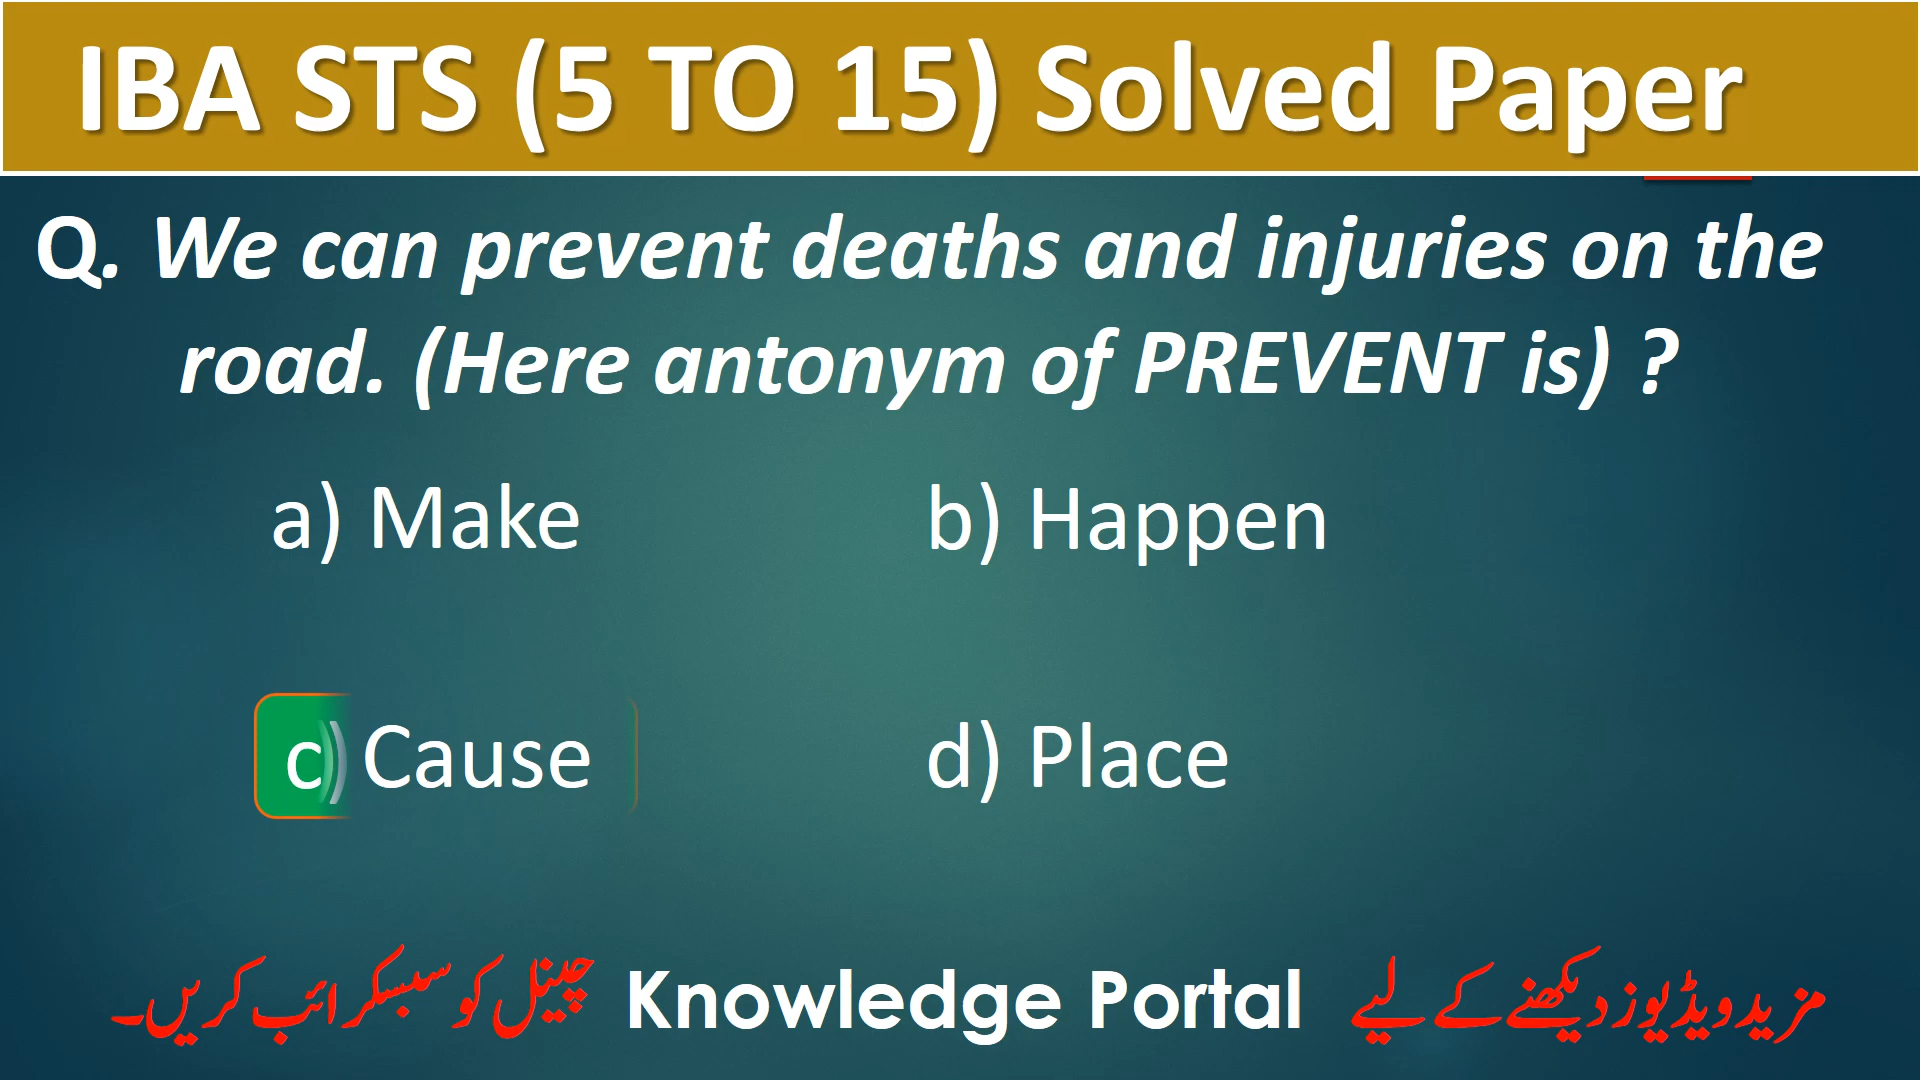 IBA STS (5 TO 15) Solved Paper
Q. We can prevent deaths and injuries on the
road. (Here antonym of PREVENT is) ?
a) Make b) Happen
c) Cause d) Place
مزید ویڈیوز دیکھنے کے لیے Knowledge Portal چینل کو سبسکرائب کریں۔